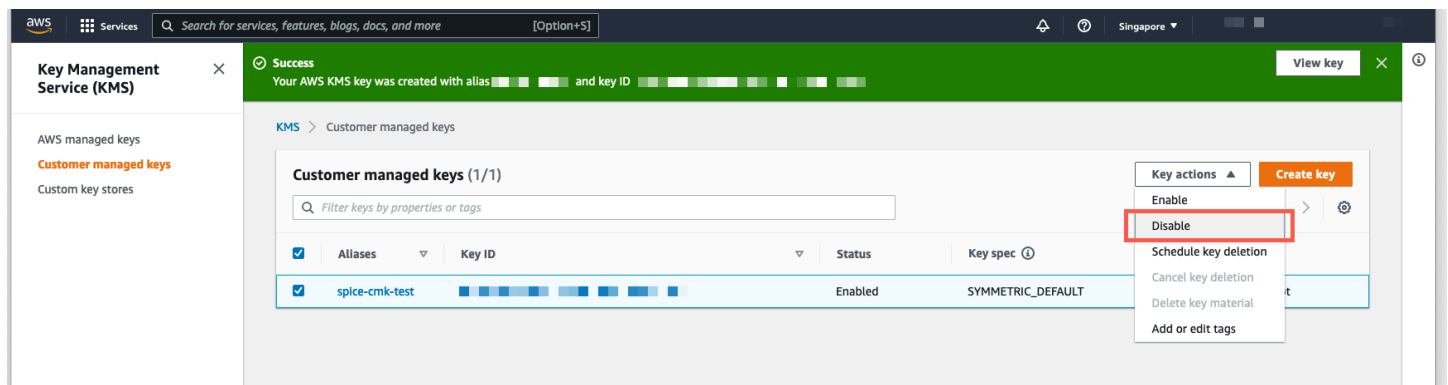 aws Services Search for services, features, blogs, docs, and more [Option+S] Singapore ▼
Key Management
Service (KMS)
AWS managed keys
Customer managed keys
Custom key stores
Success
Your AWS KMS key was created with alias and key ID
View key
KMS > Customer managed keys
Customer managed keys (1/1)
Key actions ▲ Create key
Filter keys by properties or tags
Enable
Disable
Schedule key deletion
Cancel key deletion
Delete key material
Add or edit tags
Aliases Key ID Status Key spec
spice-cmk-test Enabled SYMMETRIC_DEFAULT